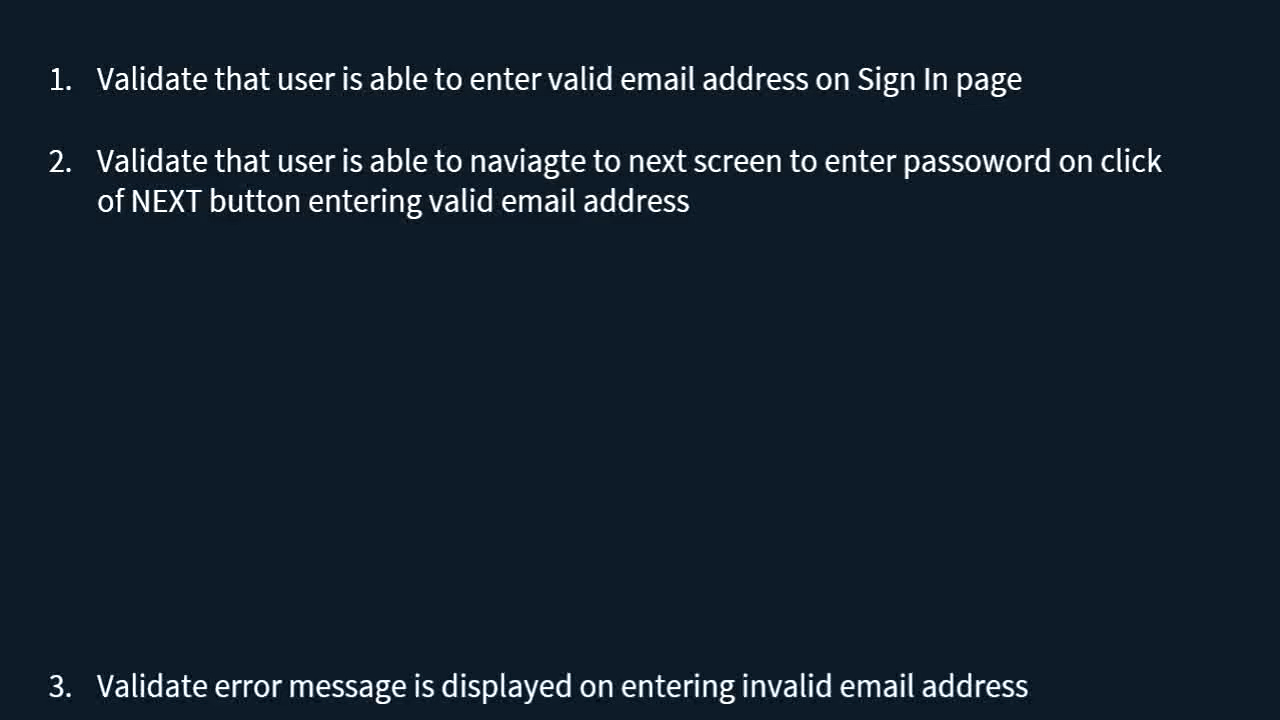 1. Validate that user is able to enter valid email address on Sign In page
2. Validate that user is able to naviagte to next screen to enter passoword on click
of NEXT button entering valid email address
3. Validate error message is displayed on entering invalid email address